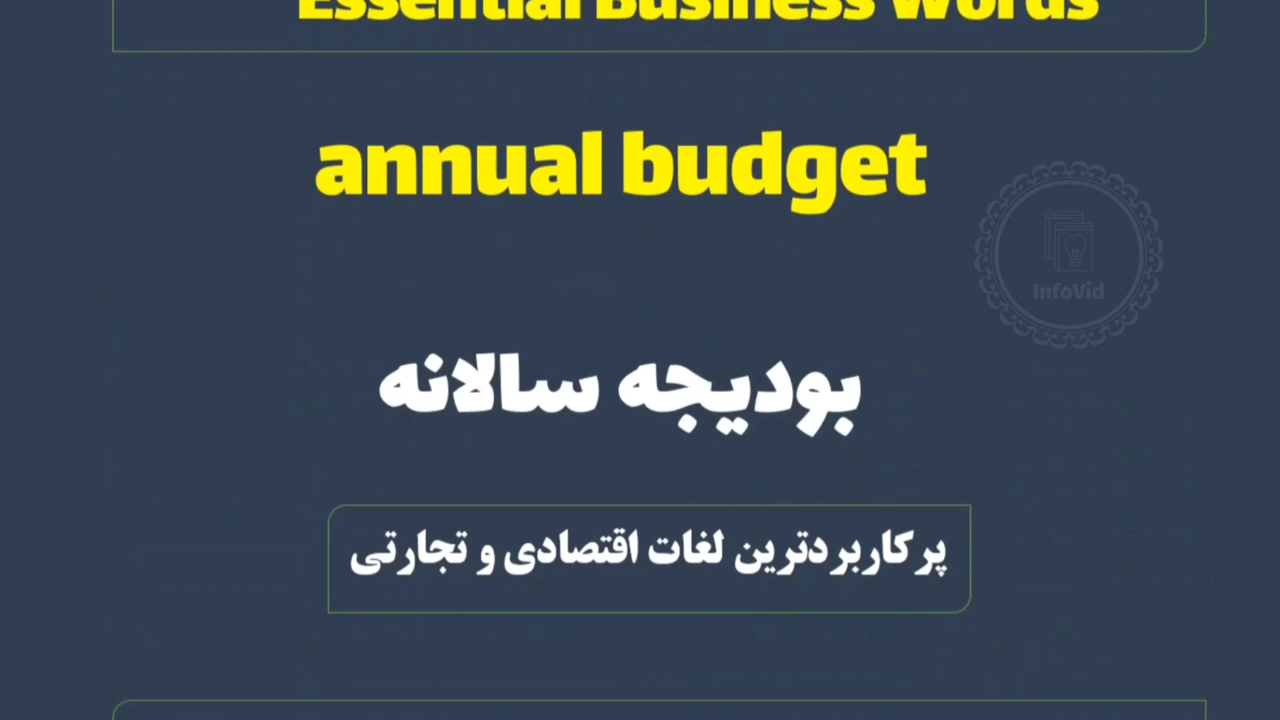 Essential Business Words
annual budget
InfoVid
بودیجه سالانه
پرکاربردترین لغات اقتصادی و تجارتی